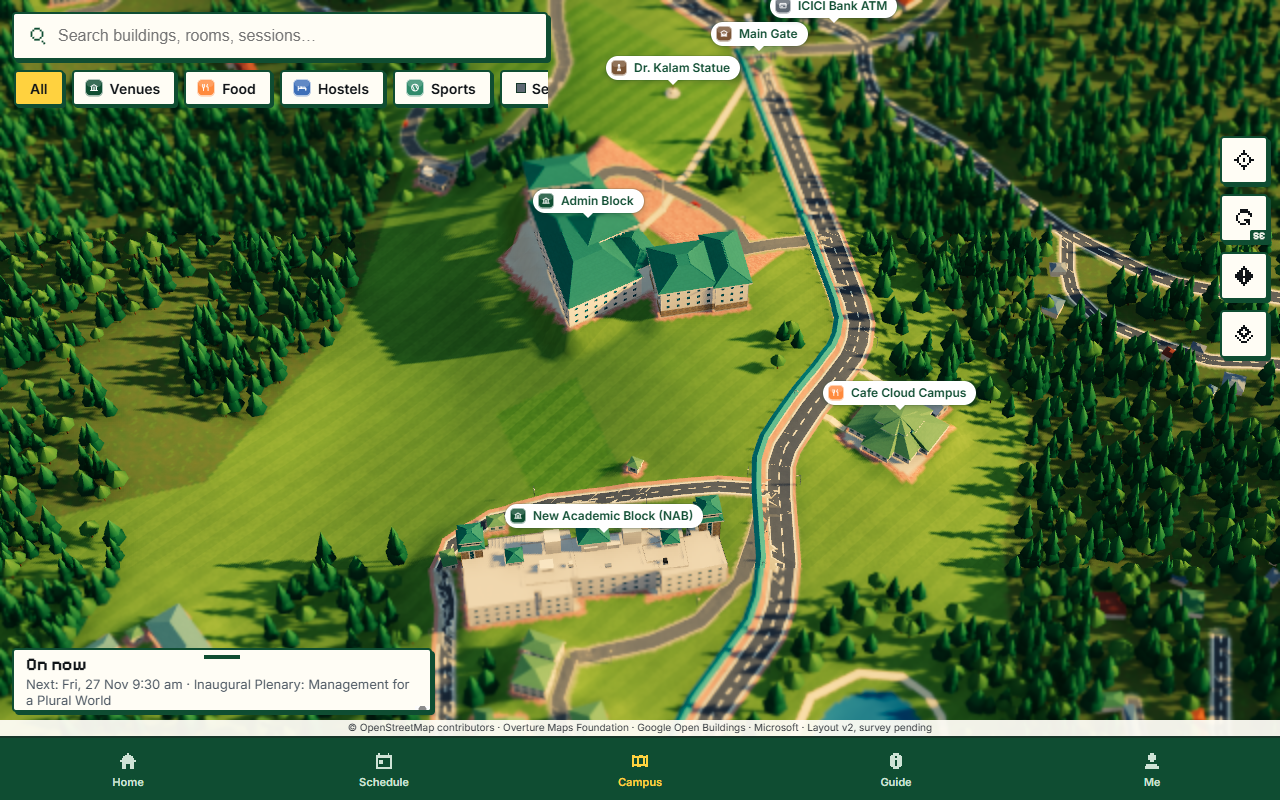 ICICI Bank ATM
Search buildings, rooms, sessions…
Main Gate
Dr. Kalam Statue
All
Venues
Food
Hostels
Sports
Se
Admin Block
SE
Cafe Cloud Campus
New Academic Block (NAB)
On now
Next: Fri, 27 Nov 9:30 am · Inaugural Plenary: Management for
a Plural World
© OpenStreetMap contributors · Overture Maps Foundation · Google Open Buildings · Microsoft · Layout v2, survey pending
Home
Schedule
Campus
Guide
Me